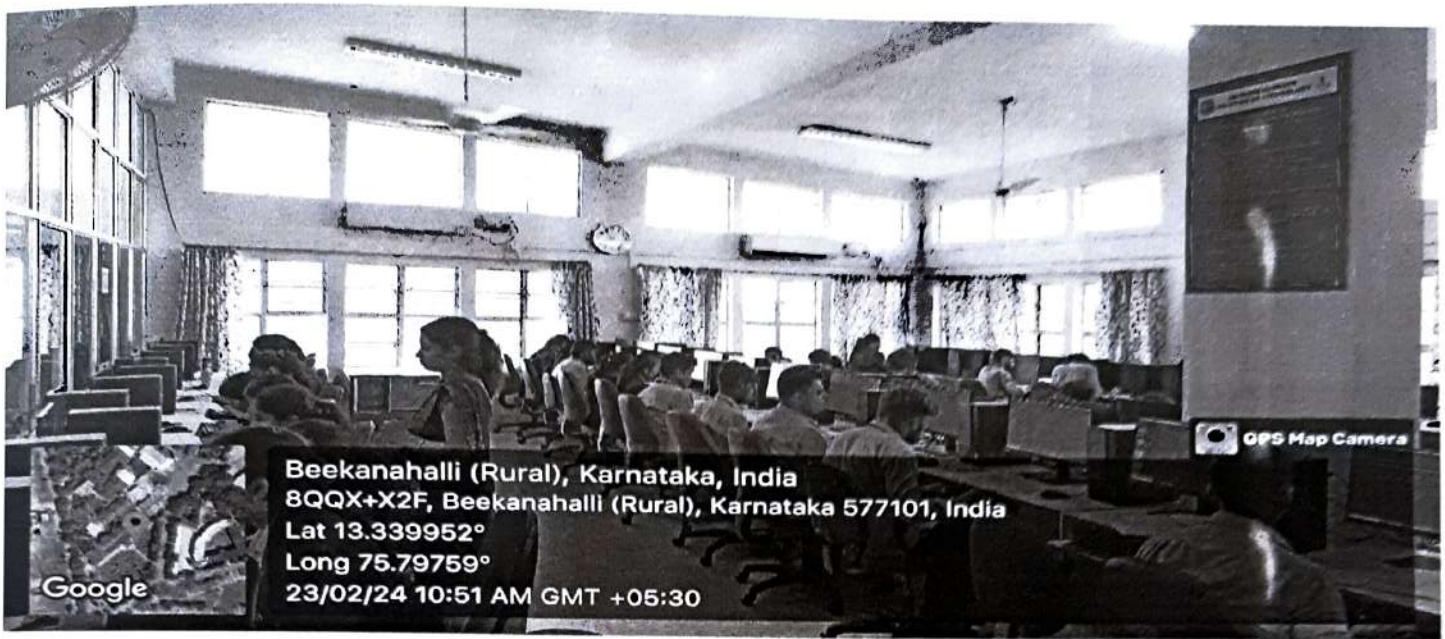 GPS Map Camera
Beekanahalli (Rural), Karnataka, India
8QQX+X2F, Beekanahalli (Rural), Karnataka 577101, India
Lat 13.339952°
Long 75.79759°
23/02/24 10:51 AM GMT +05:30
Google